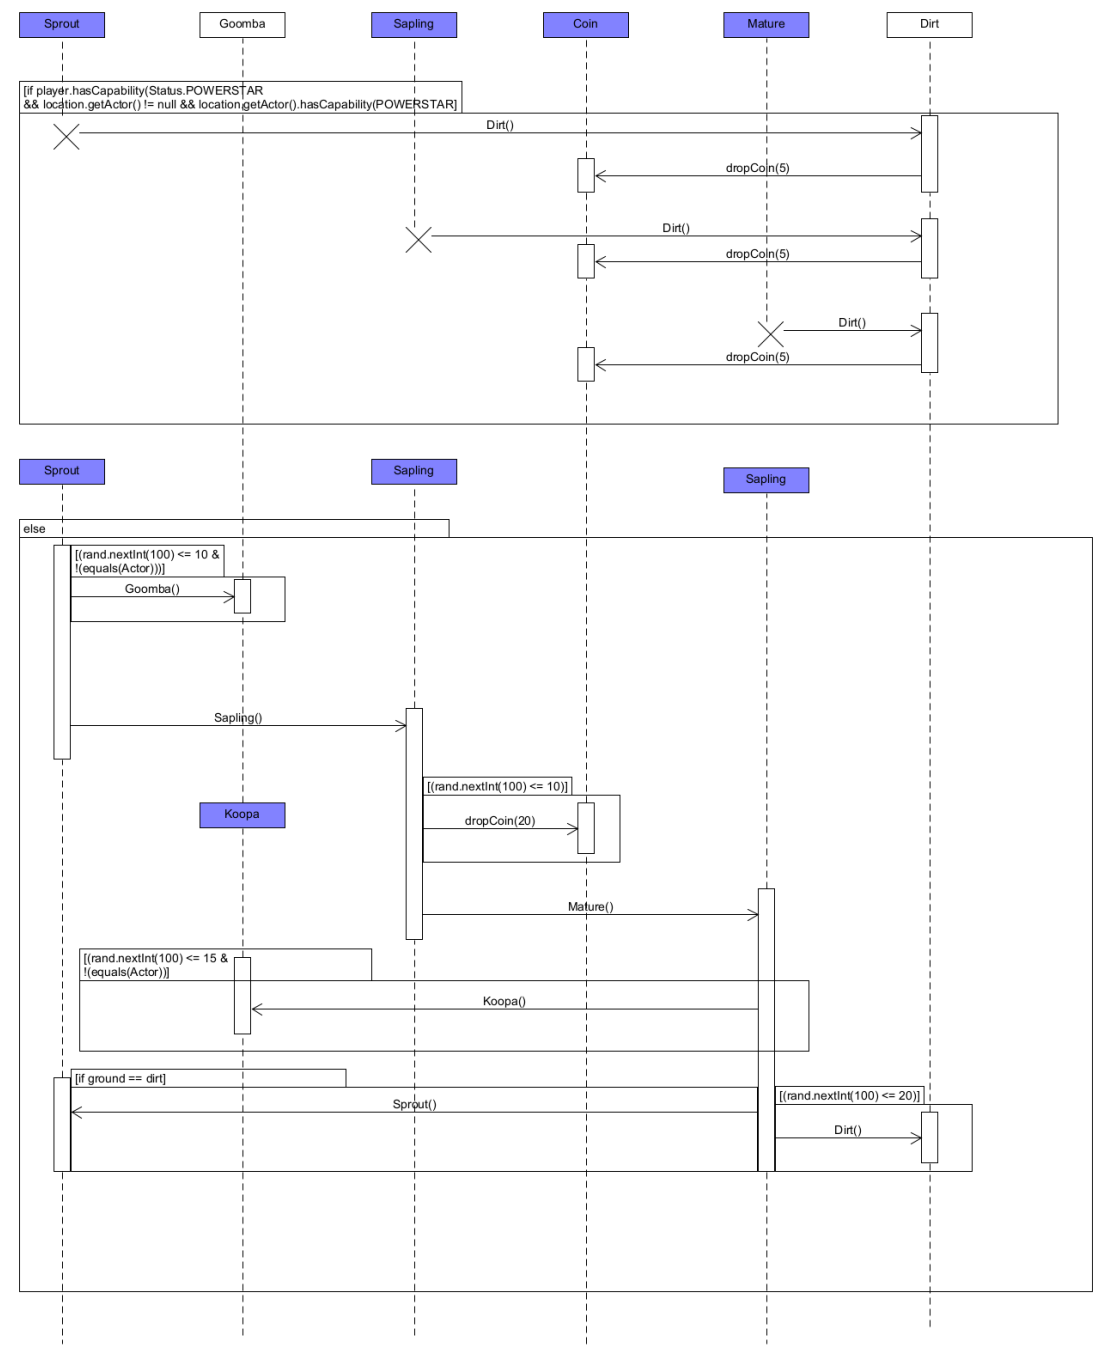 Sprout
Goomba
Sapling
Coin
Mature
Dirt
[if player.hasCapability(Status.POWERSTAR
&& location.getActor() != null && location.getActor().hasCapability(POWERSTAR]
Dirt()
dropCoin(5)
Dirt()
dropCoin(5)
Dirt()
dropCoin(5)
Sprout
Sapling
Sapling
else
[(rand.nextInt(100) <= 10 &
!(equals(Actor)))]
Goomba()
Sapling()
[(rand.nextInt(100) <= 10)]
Koopa
dropCoin(20)
Mature()
[(rand.nextInt(100) <= 15 &
!(equals(Actor))]
Koopa()
[if ground == dirt]
[(rand.nextInt(100) <= 20)]
Sprout()
Dirt()